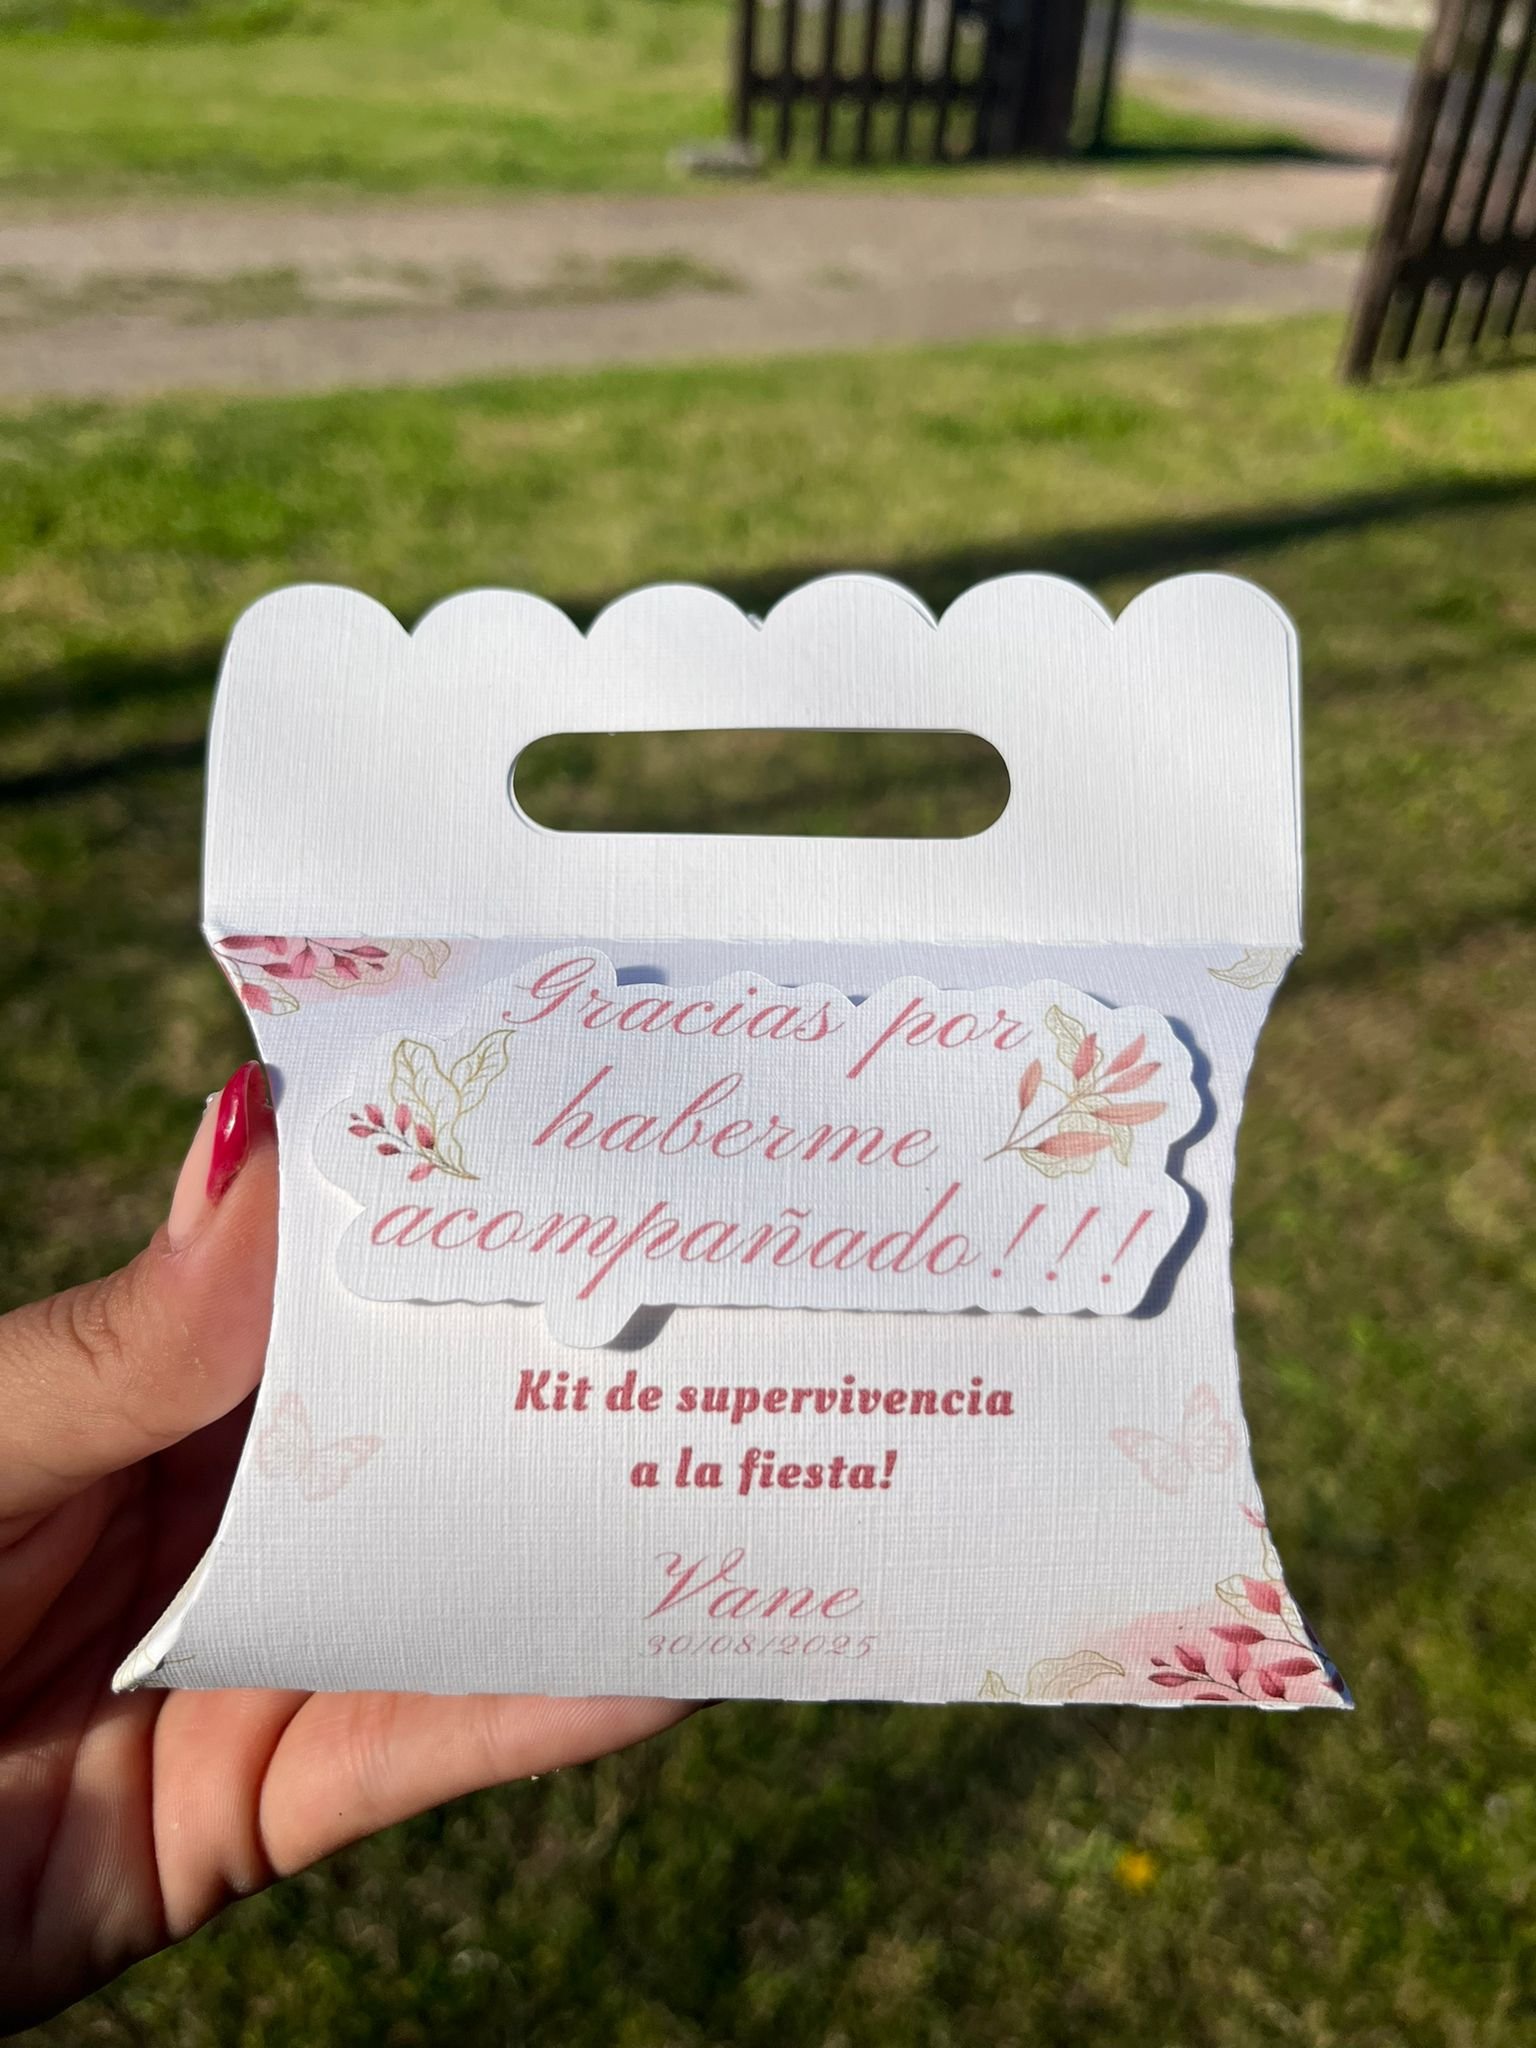 Gracias por
haberme
acompañado!!!
Kit de supervivencia
a la fiesta!
Vane
30/08/2025